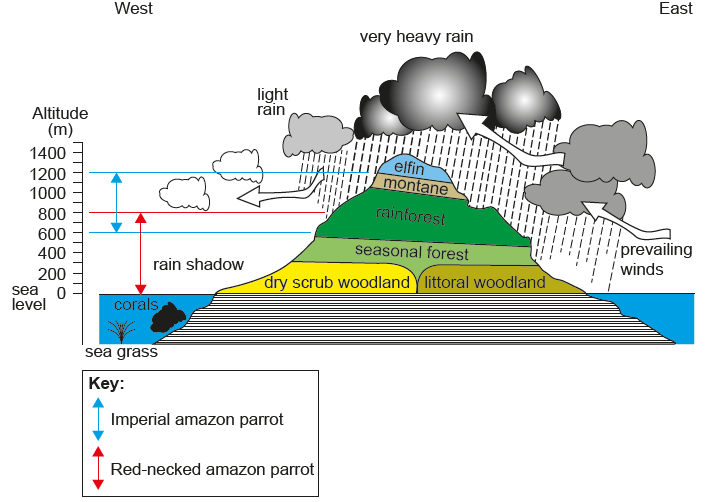 West
East
very heavy rain
light
rain
Altitude
(m)
1400
1200
1000
800
600
400
200
sea
level
0
elfin
montane
rainforest
seasonal forest
dry scrub woodland
littoral woodland
rain shadow
prevailing
winds
corals
sea grass
Key:
Imperial amazon parrot
Red-necked amazon parrot